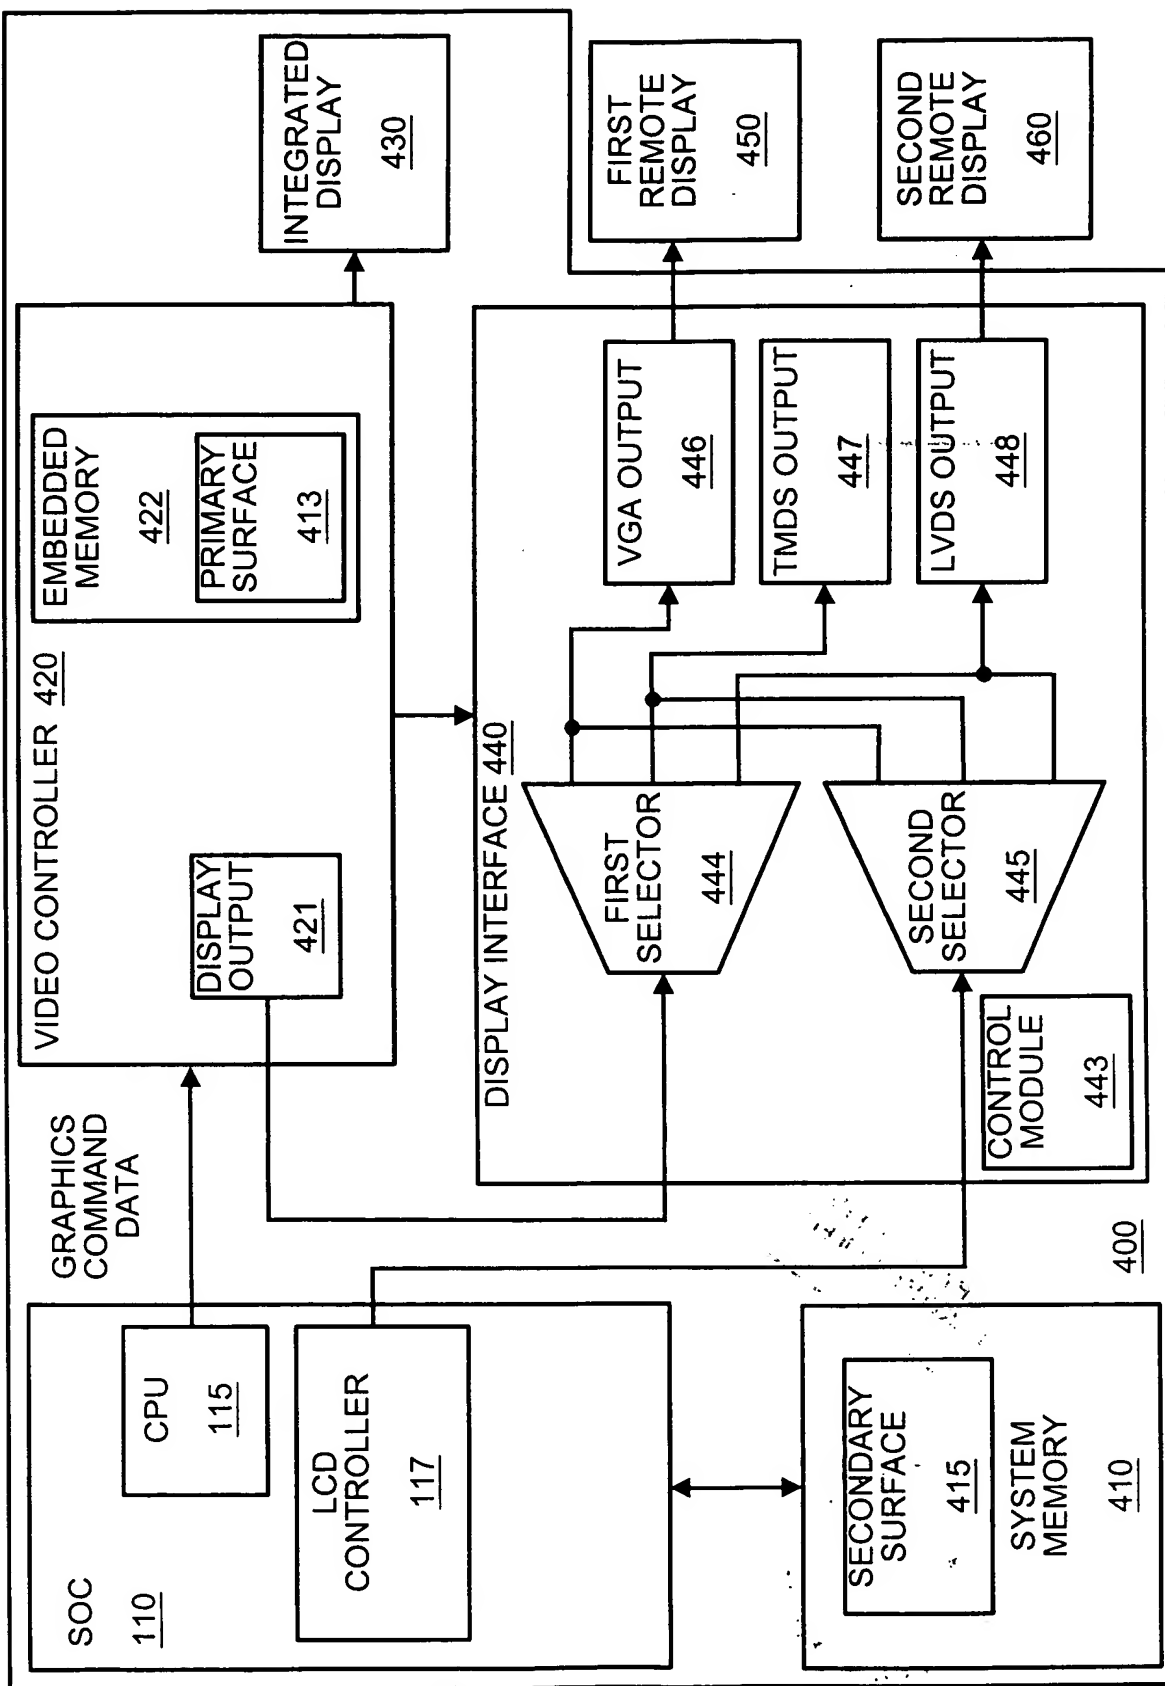 SOC
110
CPU
115
LCD
CONTROLLER
117
GRAPHICS
COMMAND
DATA
VIDEO CONTROLLER 420
DISPLAY
OUTPUT
421
EMBEDDED
MEMORY
422
PRIMARY
SURFACE
413
INTEGRATED
DISPLAY
430
DISPLAY INTERFACE 440
FIRST
SELECTOR
444
SECOND
SELECTOR
445
CONTROL
MODULE
443
VGA OUTPUT
446
TMDS OUTPUT
447
LVDS OUTPUT
448
FIRST
REMOTE
DISPLAY
450
SECOND
REMOTE
DISPLAY
460
SECONDARY
SURFACE
415
SYSTEM
MEMORY
410
400